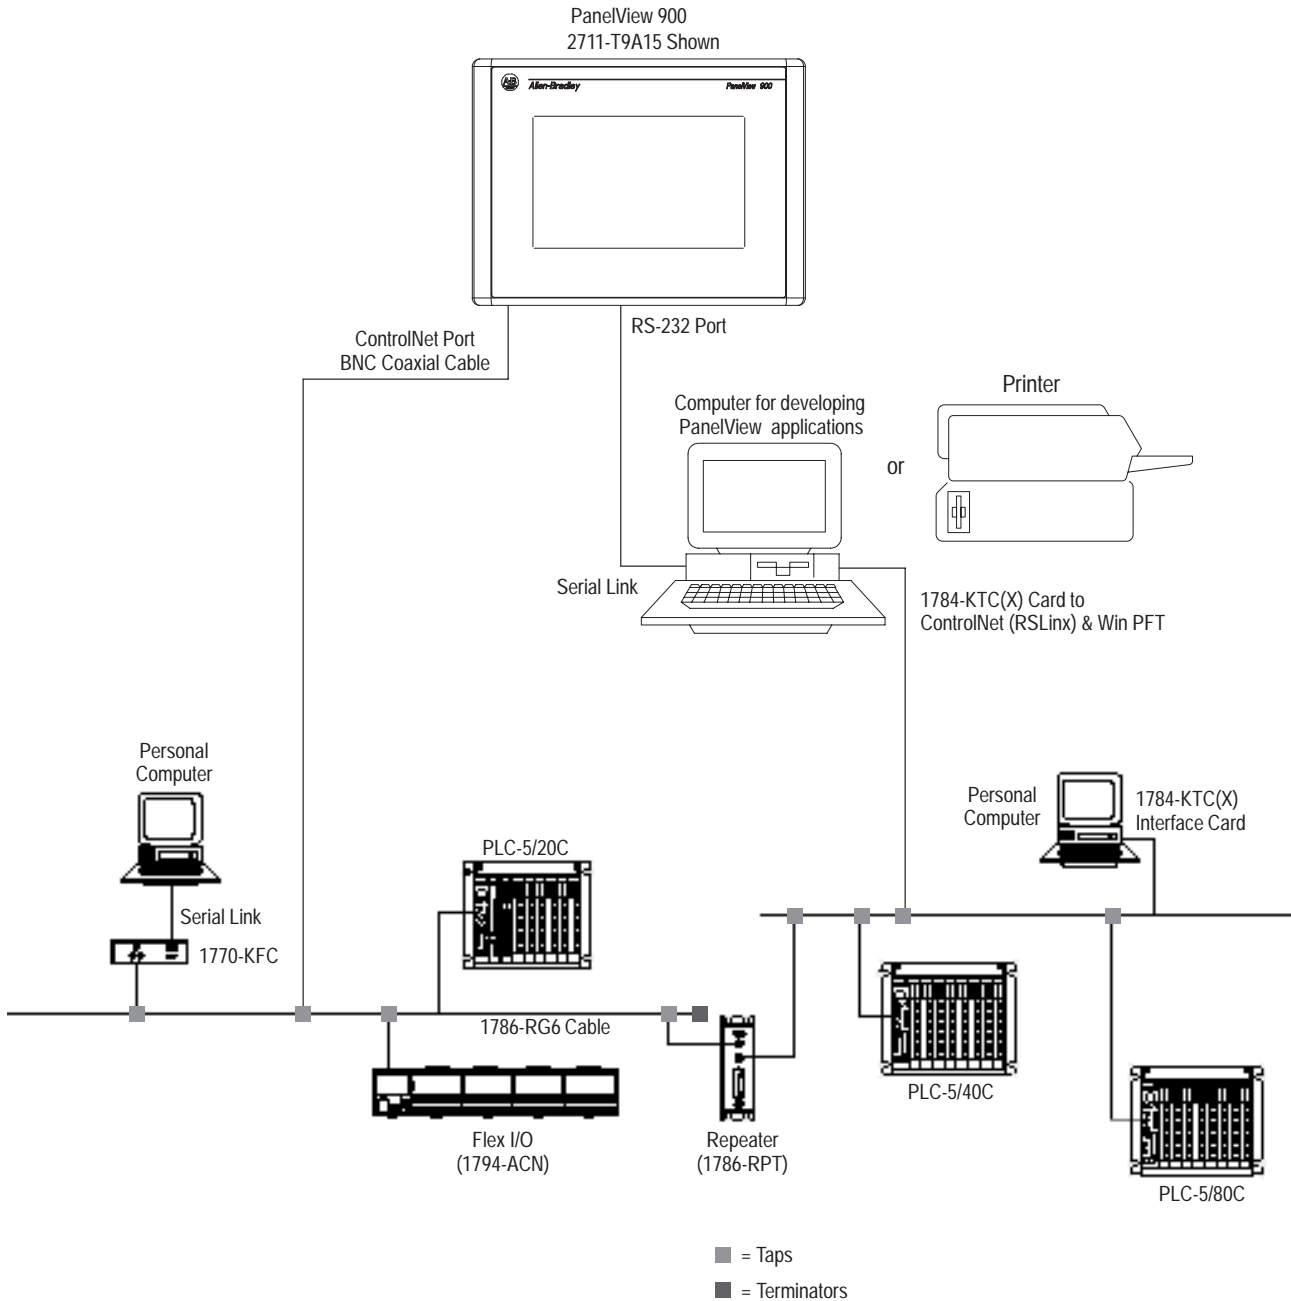 PanelView 900
2711-T9A15 Shown
A-B
Allen-Bradley
PanelView 900
ControlNet Port
BNC Coaxial Cable
RS-232 Port
Printer
Computer for developing
PanelView applications
or
Serial Link
1784-KTC(X) Card to
ControlNet (RSLinx) & Win PFT
Personal
Computer
Personal
Computer
1784-KTC(X)
Interface Card
PLC-5/20C
Serial Link
1770-KFC
1786-RG6 Cable
PLC-5/40C
Flex I/O
(1794-ACN)
Repeater
(1786-RPT)
PLC-5/80C
= Taps
= Terminators